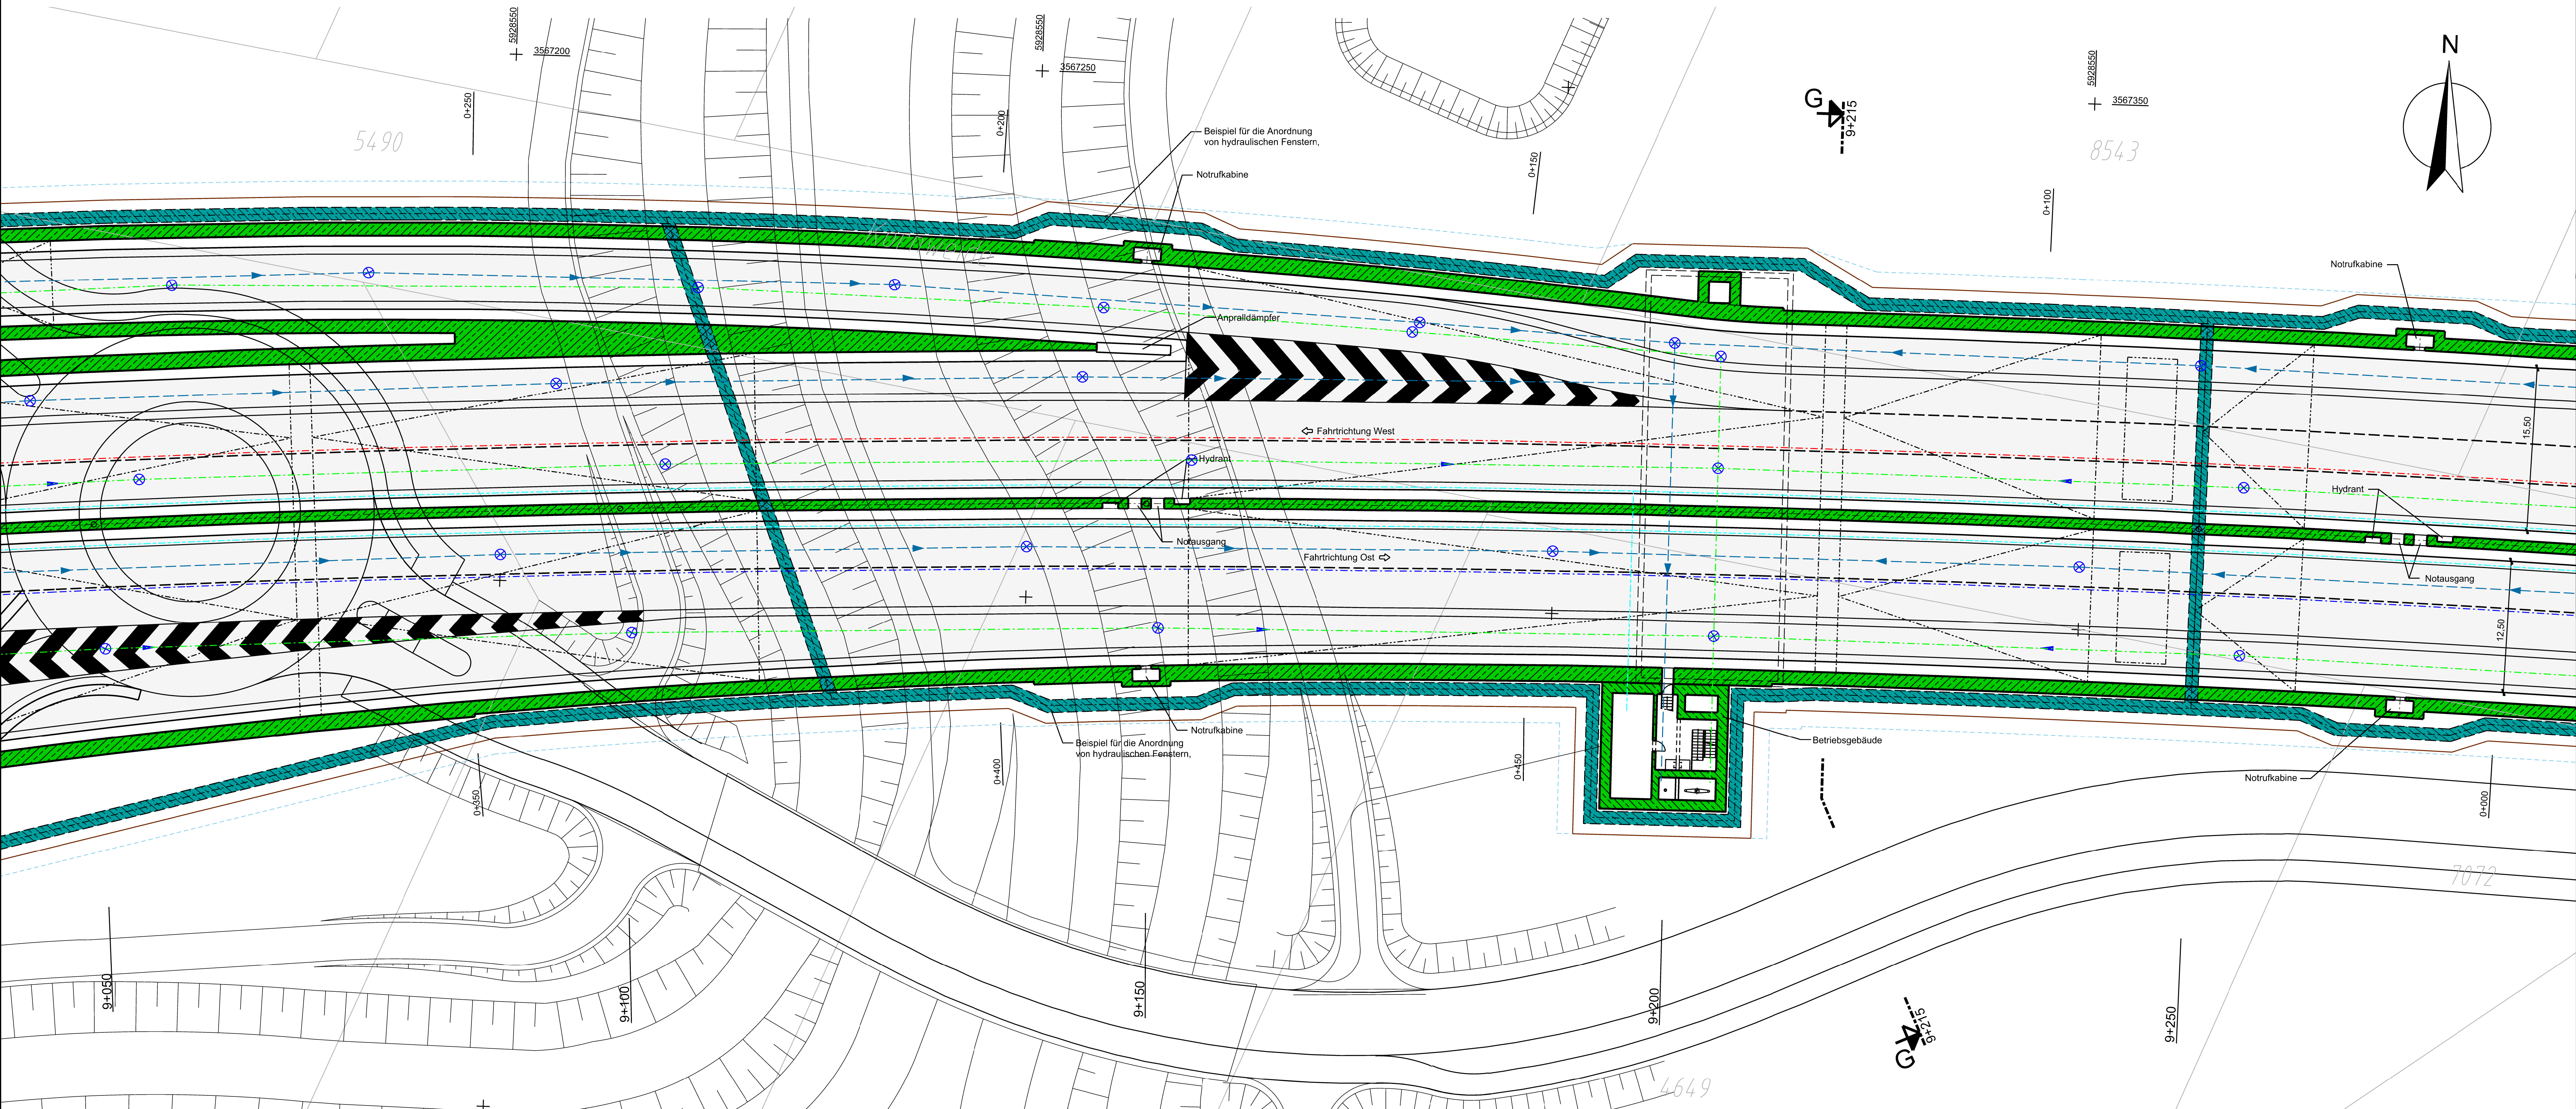 5928550
3567200
5928550
3567250
5928550
3567350
N
G
9+215
0+250
0+200
0+150
0+100
5490
8543
Beispiel für die Anordnung
von hydraulischen Fenstern,
Notrufkabine
Notrufkabine
Anpralldämpfer
Fahrtrichtung West
15,50
Hydrant
Hydrant
Notausgang
Fahrtrichtung Ost
Notausgang
12,50
Notrufkabine
Beispiel für die Anordnung
von hydraulischen Fenstern,
Betriebsgebäude
Notrufkabine
0+350
0+400
0+450
0+000
7072
9+050
9+100
9+150
9+200
9+250
9+215
G
4649